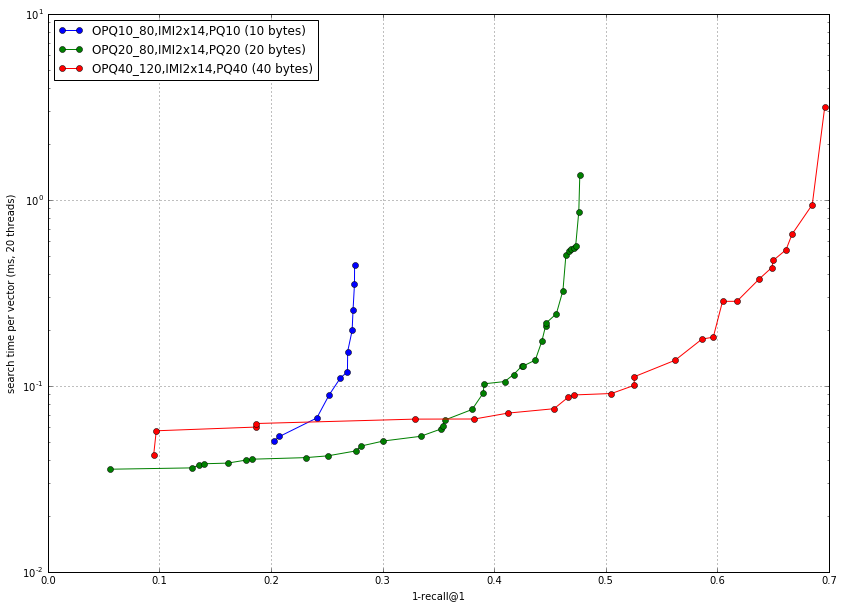 10^1
OPQ10_80,IMI2x14,PQ10 (10 bytes)
OPQ20_80,IMI2x14,PQ20 (20 bytes)
OPQ40_120,IMI2x14,PQ40 (40 bytes)
10^0
search time per vector (ms, 20 threads)
10^-1
10^-2
0.0 0.1 0.2 0.3 0.4 0.5 0.6 0.7
1-recall@1